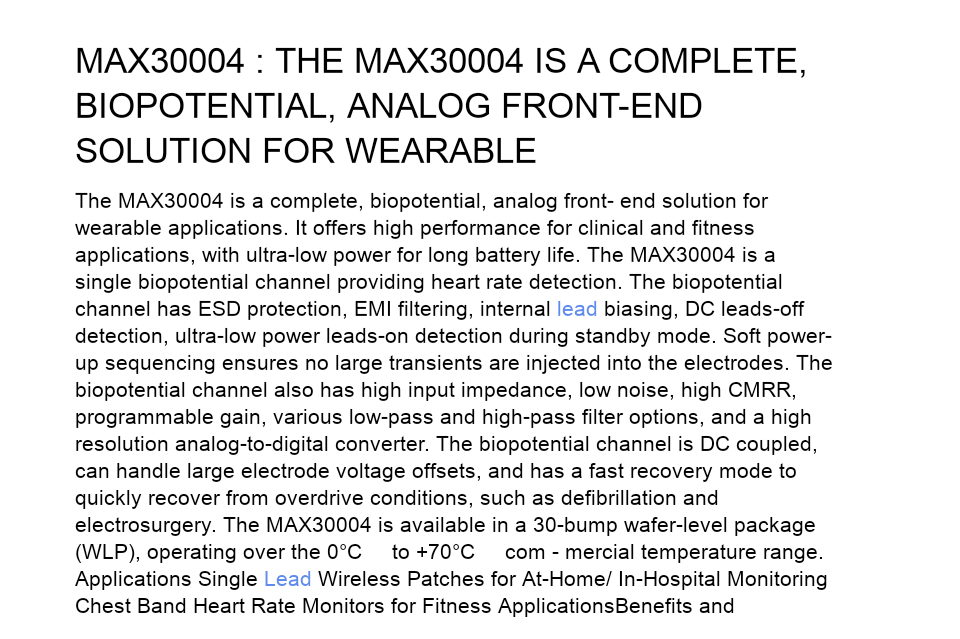 MAX30004 : THE MAX30004 IS A COMPLETE,
BIOPOTENTIAL, ANALOG FRONT-END
SOLUTION FOR WEARABLE
The MAX30004 is a complete, biopotential, analog front- end solution for
wearable applications. It offers high performance for clinical and fitness
applications, with ultra-low power for long battery life. The MAX30004 is a
single biopotential channel providing heart rate detection. The biopotential
channel has ESD protection, EMI filtering, internal lead biasing, DC leads-off
detection, ultra-low power leads-on detection during standby mode. Soft power-
up sequencing ensures no large transients are injected into the electrodes. The
biopotential channel also has high input impedance, low noise, high CMRR,
programmable gain, various low-pass and high-pass filter options, and a high
resolution analog-to-digital converter. The biopotential channel is DC coupled,
can handle large electrode voltage offsets, and has a fast recovery mode to
quickly recover from overdrive conditions, such as defibrillation and
electrosurgery. The MAX30004 is available in a 30-bump wafer-level package
(WLP), operating over the 0°C to +70°C com - mercial temperature range.
Applications Single Lead Wireless Patches for At-Home/ In-Hospital Monitoring
Chest Band Heart Rate Monitors for Fitness ApplicationsBenefits and